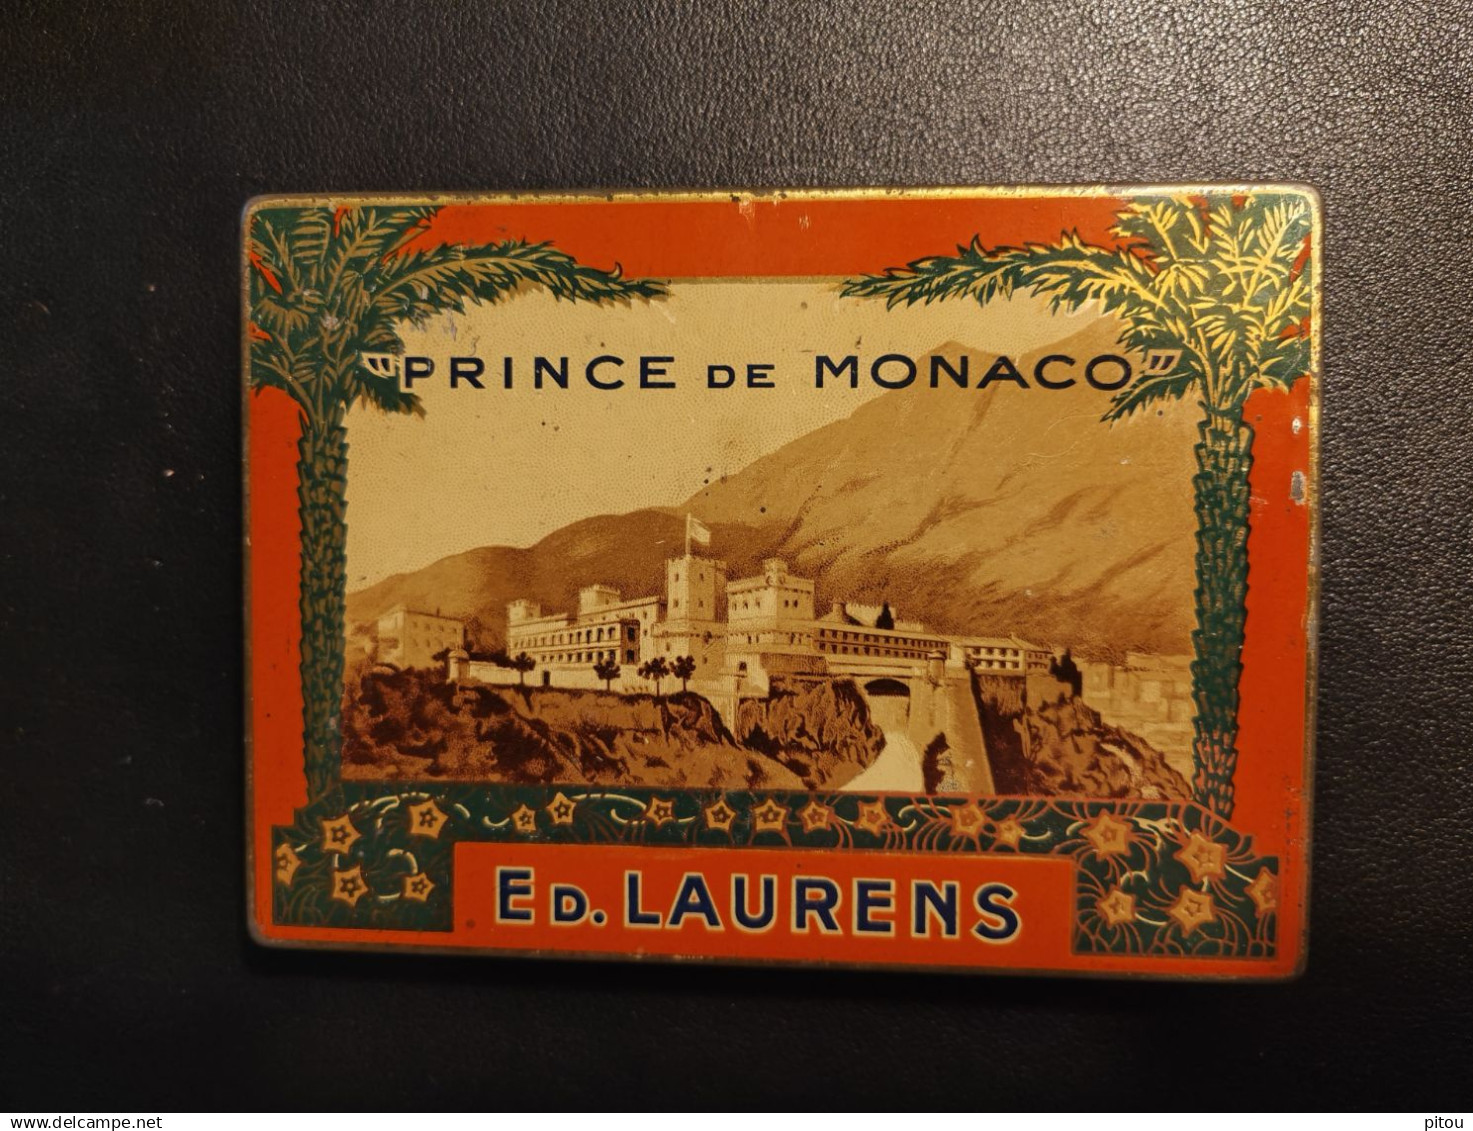 "PRINCE DE MONACO"
ED. LAURENS
www.delcampe.net
pitou